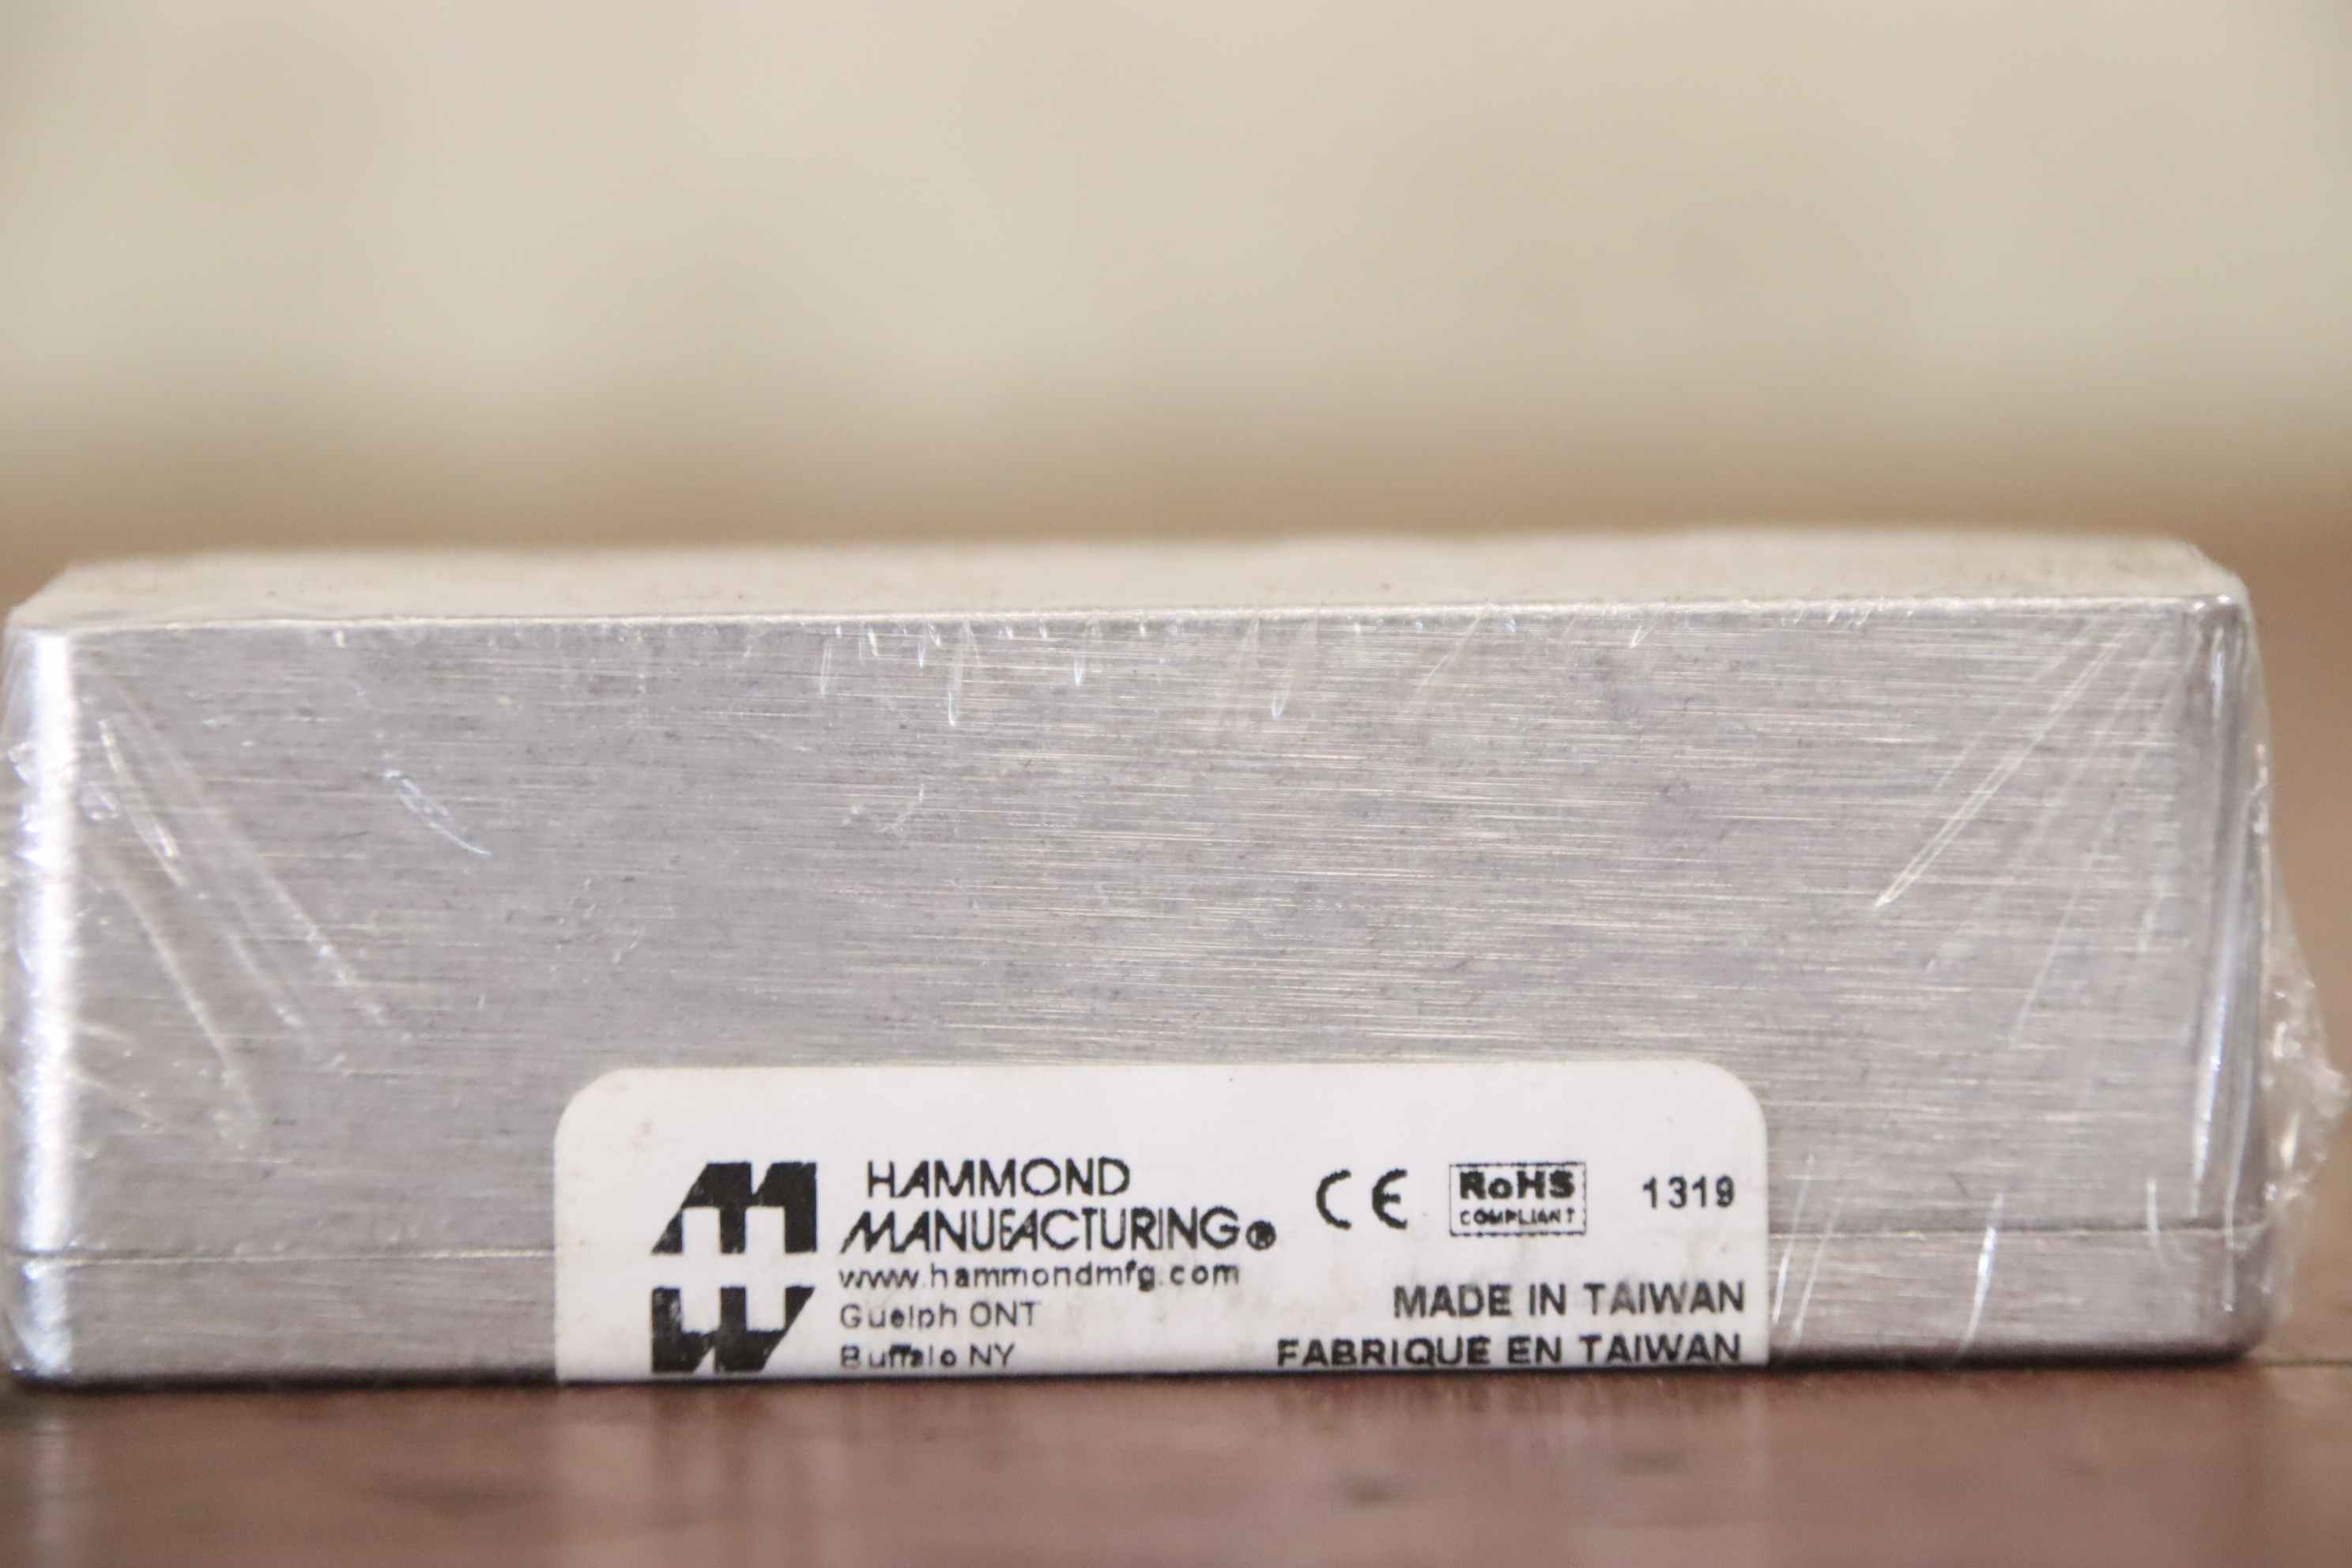 HAMMOND
MANUFACTURING®
www.hammondmfg.com
Guelph ONT
Buffalo NY
CE
RoHS
COMPLIANT
1319
MADE IN TAIWAN
FABRIQUE EN TAIWAN